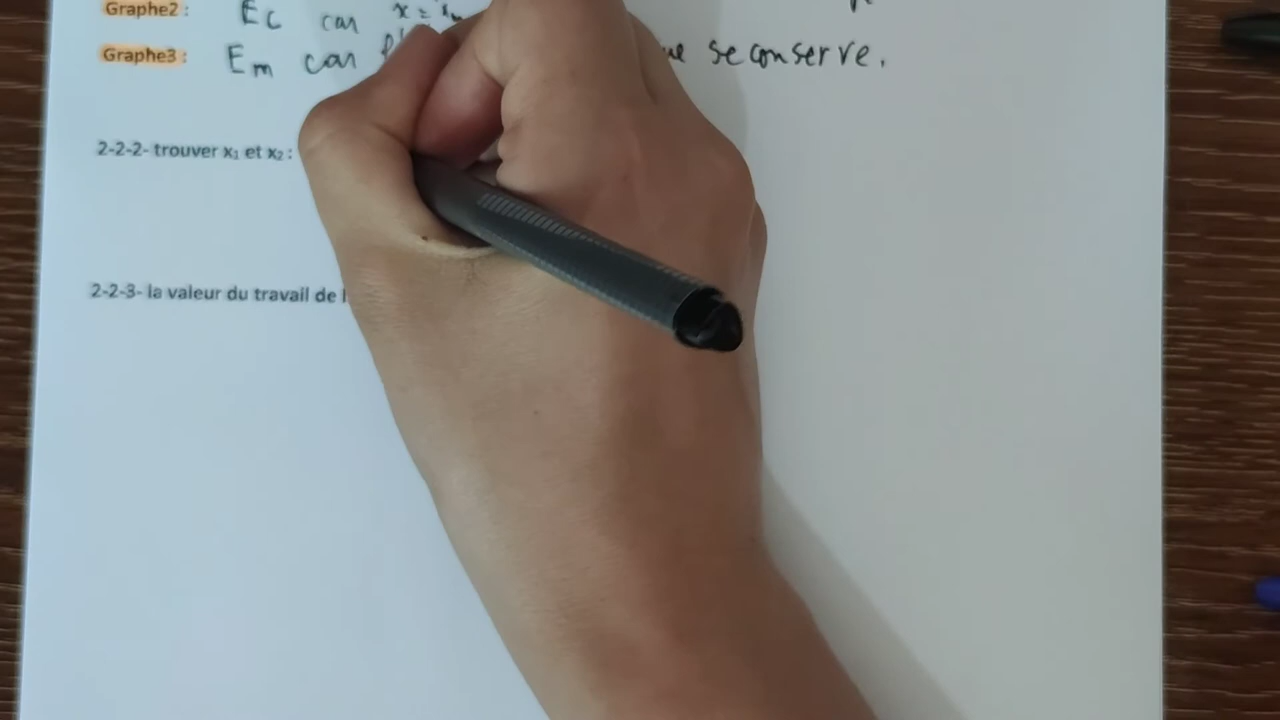 Graphe2 : Ec car x =
Graphe3 : Em car se conserve.
2-2-2- trouver x₁ et x₂ :
2-2-3- la valeur du travail de